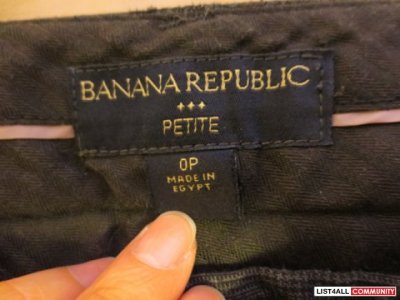 BANANA REPUBLIC
PETITE
0P
MADE IN
EGYPT
LIST4ALL COMMUNITY